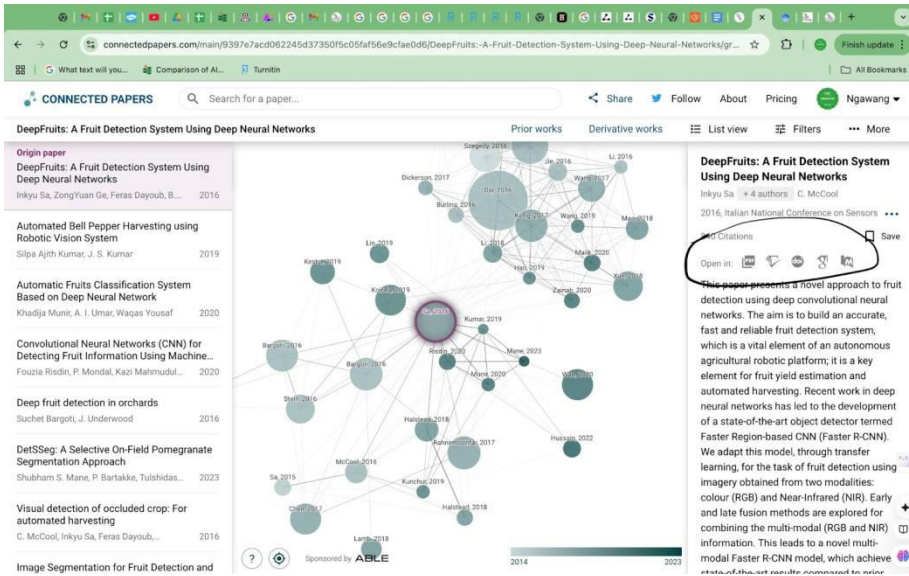 Finish update
connectedpapers.com/main/9397e7acd062245d37350f5c05faf56e9cfae0d6/DeepFruits:-A-Fruit-Detection-System-Using-Deep-Neural-Networks/gr...
What text will you...
Comparison of AI...
Turnitin
All Bookmarks
CONNECTED PAPERS
Search for a paper...
Share
Follow
About
Pricing
Ngawang
DeepFruits: A Fruit Detection System Using Deep Neural Networks
Prior works
Derivative works
List view
Filters
More
Origin paper
DeepFruits: A Fruit Detection System Using
Deep Neural Networks
Inkyu Sa, ZongYuan Ge, Feras Dayoub, B...
2016
Automated Bell Pepper Harvesting using
Robotic Vision System
Silpa Ajith Kumar, J. S. Kumar
2019
Automatic Fruits Classification System
Based on Deep Neural Network
Khadija Munir, A. I. Umar, Waqas Yousaf
2020
Convolutional Neural Networks (CNN) for
Detecting Fruit Information Using Machine...
Fouzia Risdin, P. Mondal, Kazi Mahmudul...
2020
Deep fruit detection in orchards
Suchet Bargoti, J. Underwood
2016
DetSSeg: A Selective On-Field Pomegranate
Segmentation Approach
Shubham S. Mane, P. Bartakke, Tulshidas...
2023
Visual detection of occluded crop: For
automated harvesting
C. McCool, Inkyu Sa, Feras Dayoub,...
2016
Image Segmentation for Fruit Detection and
Szegedy, 2014
Jie, 2016
Li, 2016
Dickerson, 2017
Wang, 2017
Dai, 2016
Burlina, 2016
Kong, 2017
Wang, 2019
Mao, 2018
Lin, 2019
Li, 2016
Malik, 2020
Kestur, 2019
Han, 2019
Xue, 2018
Zainab, 2020
Sa, 2016
Kumar, 2019
Bargoti, 2016
Risdin, 2020
Mane, 2023
Bargoti, 2016
Munir, 2020
Stein, 2016
Halstead, 2018
Rahnemoonfar, 2017
Hussain, 2022
McCool, 2016
Sa, 2015
Kunchur, 2019
Chen, 2017
Halstead, 2018
Lamb, 2018
?
Sponsored by ABLE
2014
2023
DeepFruits: A Fruit Detection System
Using Deep Neural Networks
Inkyu Sa + 4 authors C. McCool
2016, Italian National Conference on Sensors
Citations
Save
Open in:
This paper presents a novel approach to fruit
detection using deep convolutional neural
networks. The aim is to build an accurate,
fast and reliable fruit detection system,
which is a vital element of an autonomous
agricultural robotic platform; it is a key
element for fruit yield estimation and
automated harvesting. Recent work in deep
neural networks has led to the development
of a state-of-the-art object detector termed
Faster Region-based CNN (Faster R-CNN).
We adapt this model, through transfer
learning, for the task of fruit detection using
imagery obtained from two modalities:
colour (RGB) and Near-Infrared (NIR). Early
and late fusion methods are explored for
combining the multi-modal (RGB and NIR)
information. This leads to a novel multi-
modal Faster R-CNN model, which achieve
state-of-the-art results compared to prior